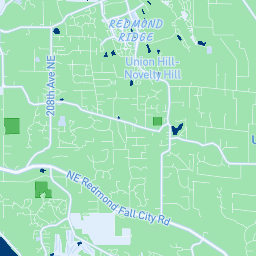 REDMOND
RIDGE
Union Hill-
Novelty Hill
208th Ave NE
U
NE Redmond Fall City Rd